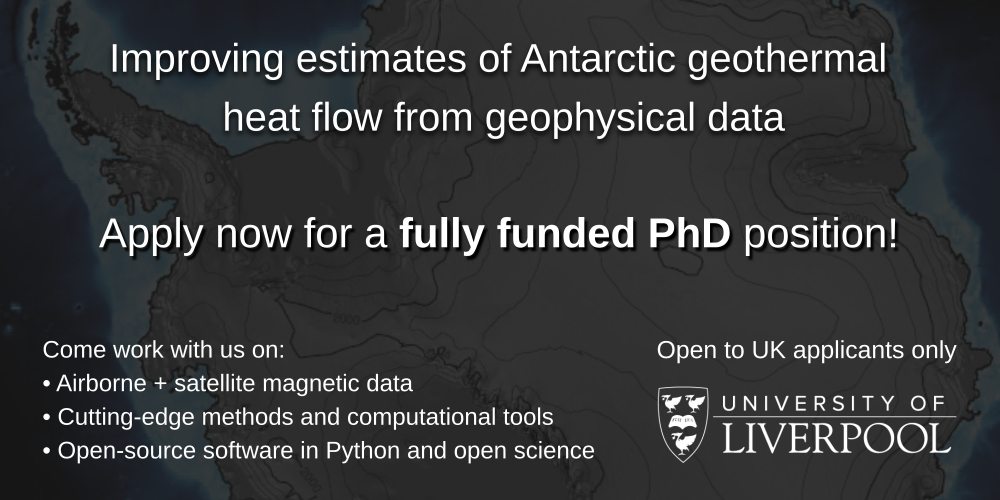 Improving estimates of Antarctic geothermal
heat flow from geophysical data
Apply now for a fully funded PhD position!
Come work with us on:
• Airborne + satellite magnetic data
• Cutting-edge methods and computational tools
• Open-source software in Python and open science
Open to UK applicants only
UNIVERSITY OF
LIVERPOOL